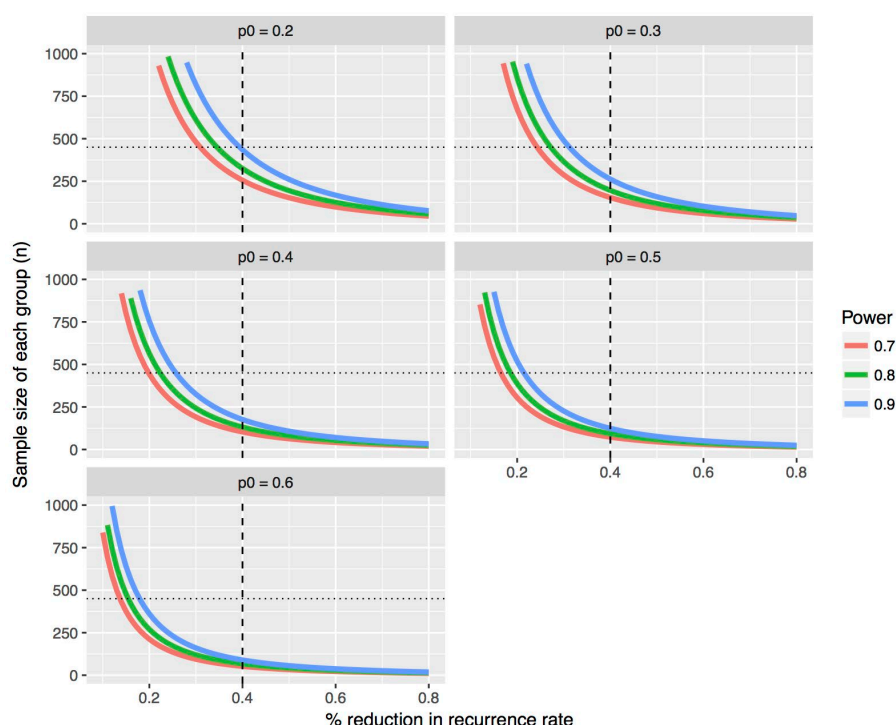 p0 = 0.2
p0 = 0.3
1000
750
500
250
0
p0 = 0.4
p0 = 0.5
1000
750
500
250
0
0.2 0.4 0.6 0.8
p0 = 0.6
1000
750
500
250
0
0.2 0.4 0.6 0.8
% reduction in recurrence rate
Sample size of each group (n)
Power
0.7
0.8
0.9